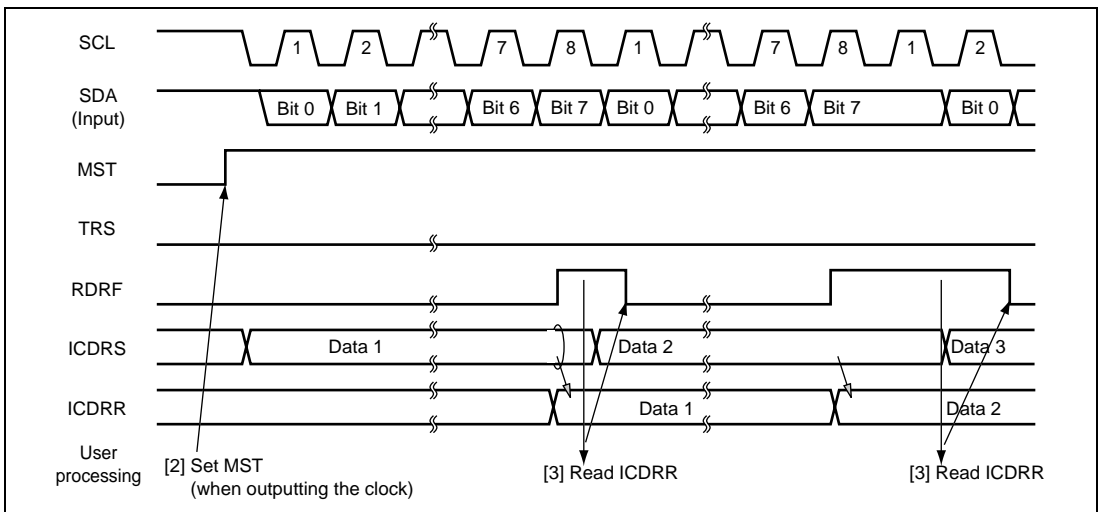 SCL 1 2 7 8 1 7 8 1 2
SDA
(Input)
Bit 0 Bit 1 Bit 6 Bit 7 Bit 0 Bit 6 Bit 7 Bit 0
MST
TRS
RDRF
ICDRS Data 1 Data 2 Data 3
ICDRR Data 1 Data 2
User
processing
[2] Set MST
(when outputting the clock)
[3] Read ICDRR
[3] Read ICDRR